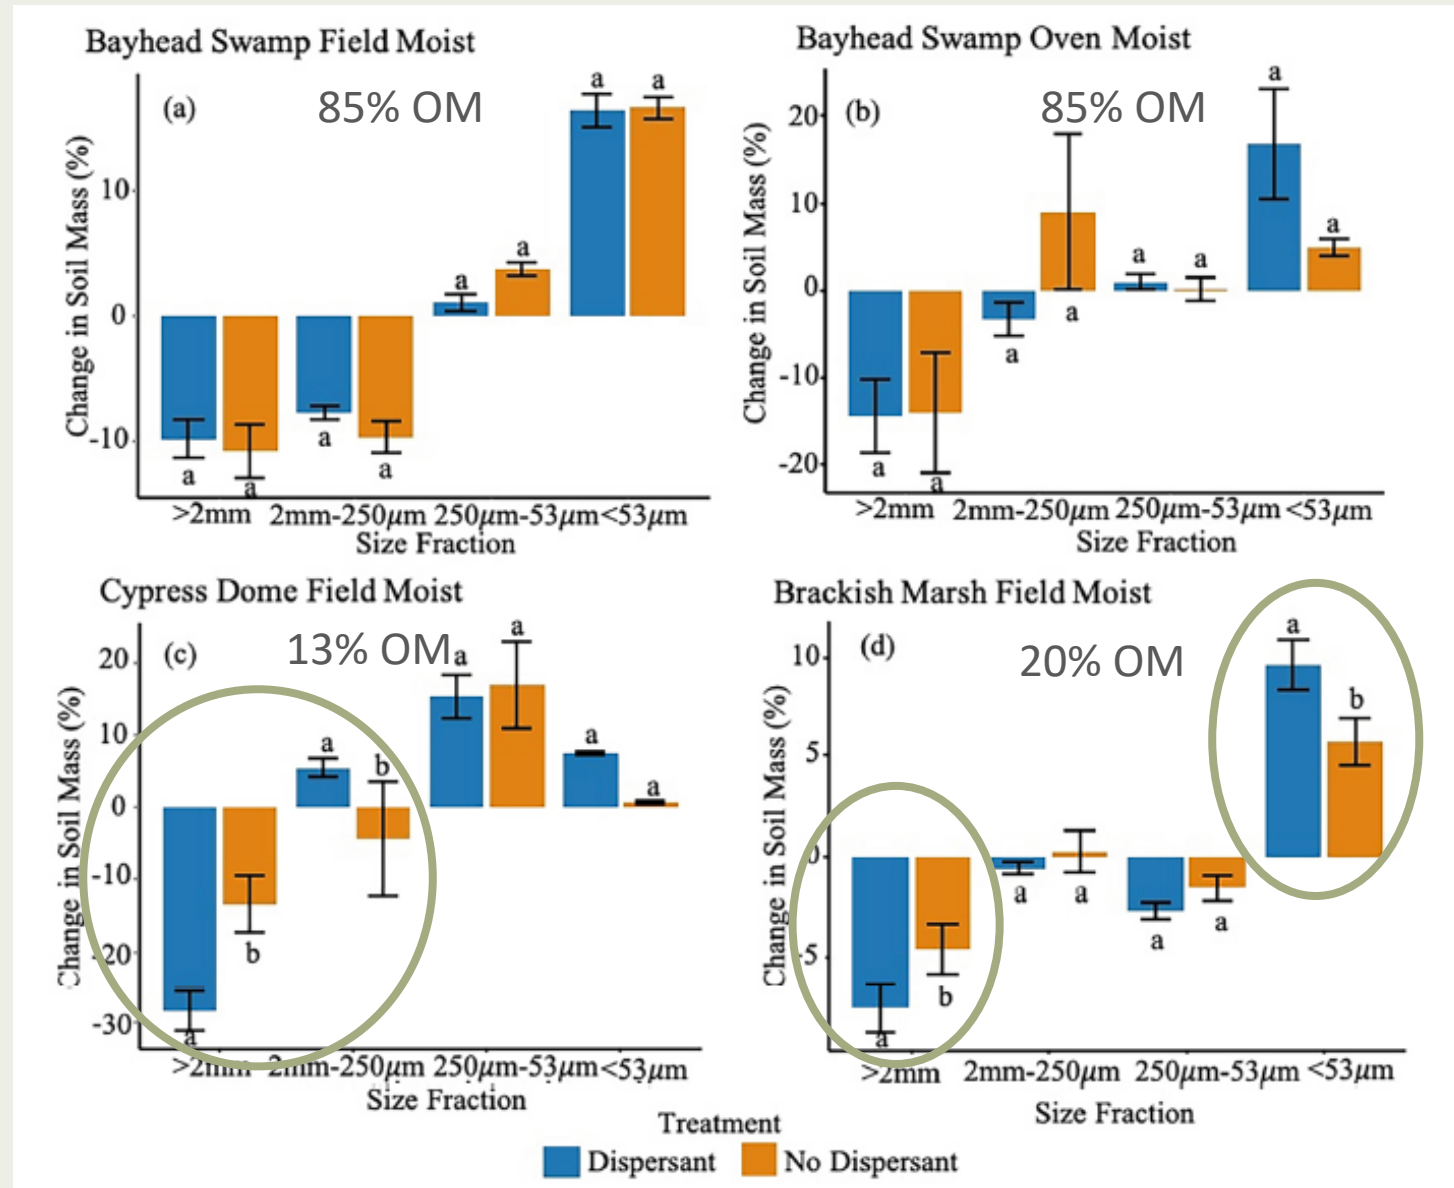 Bayhead Swamp Field Moist
(a)
85% OM
Change in Soil Mass (%)
10
0
-10
a
a
a
a
a
a
a
a
>2mm 2mm-250μm 250μm-53μm <53μm
Size Fraction
Bayhead Swamp Oven Moist
(b)
85% OM
Change in Soil Mass (%)
20
10
0
-10
-20
a
a
a
a
a
a
a
a
>2mm 2mm-250μm 250μm-53μm <53μm
Size Fraction
Cypress Dome Field Moist
(c)
13% OM
Change in Soil Mass (%)
20
10
0
-10
-20
-30
a
b
a
b
a
a
a
a
>2mm 2mm-250μm 250μm-53μm <53μm
Size Fraction
Brackish Marsh Field Moist
(d)
20% OM
Change in Soil Mass (%)
10
5
0
-5
a
b
a
a
a
a
a
b
>2mm 2mm-250μm 250μm-53μm <53μm
Size Fraction
Treatment
Dispersant No Dispersant